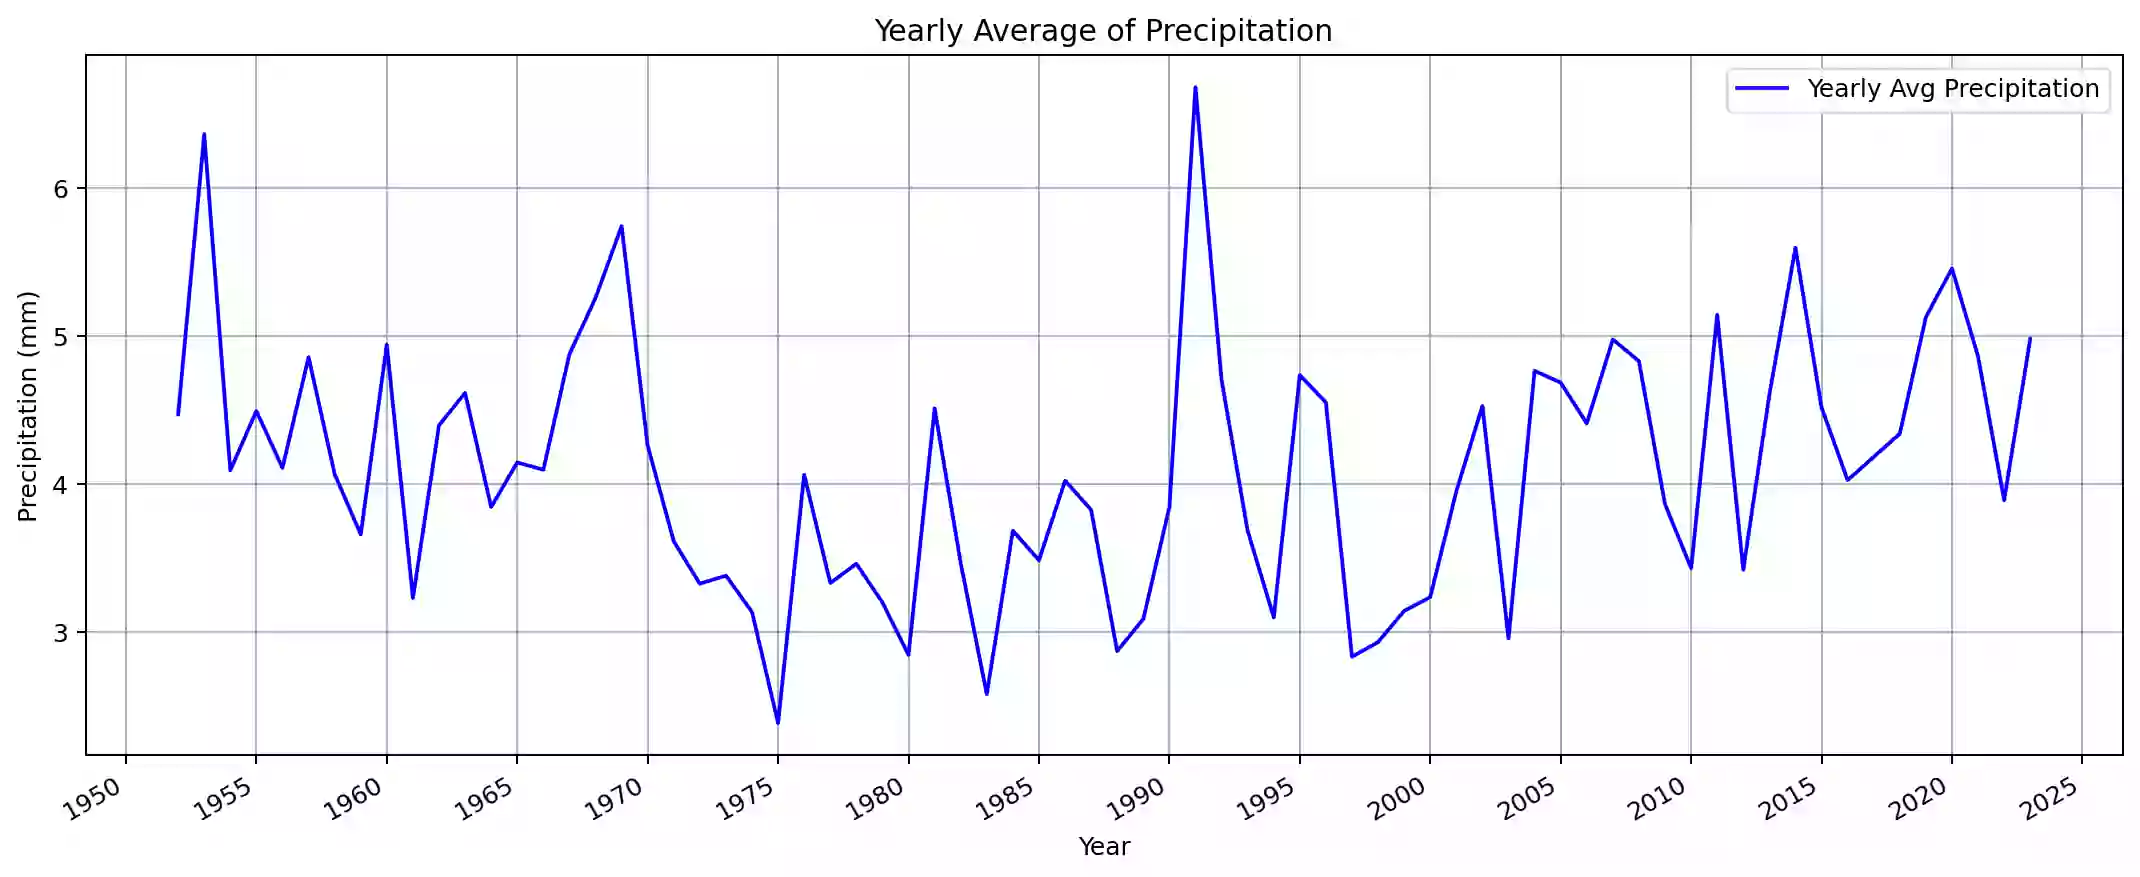 Yearly Average of Precipitation
Yearly Avg Precipitation
Precipitation (mm)
6
5
4
3
1950 1955 1960 1965 1970 1975 1980 1985 1990 1995 2000 2005 2010 2015 2020 2025
Year